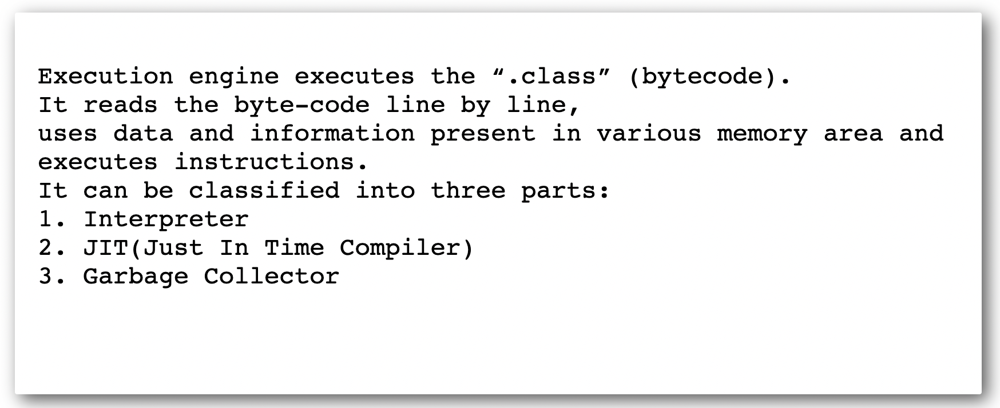 Execution engine executes the “.class” (bytecode).
It reads the byte-code line by line,
uses data and information present in various memory area and
executes instructions.
It can be classified into three parts:
1. Interpreter
2. JIT(Just In Time Compiler)
3. Garbage Collector